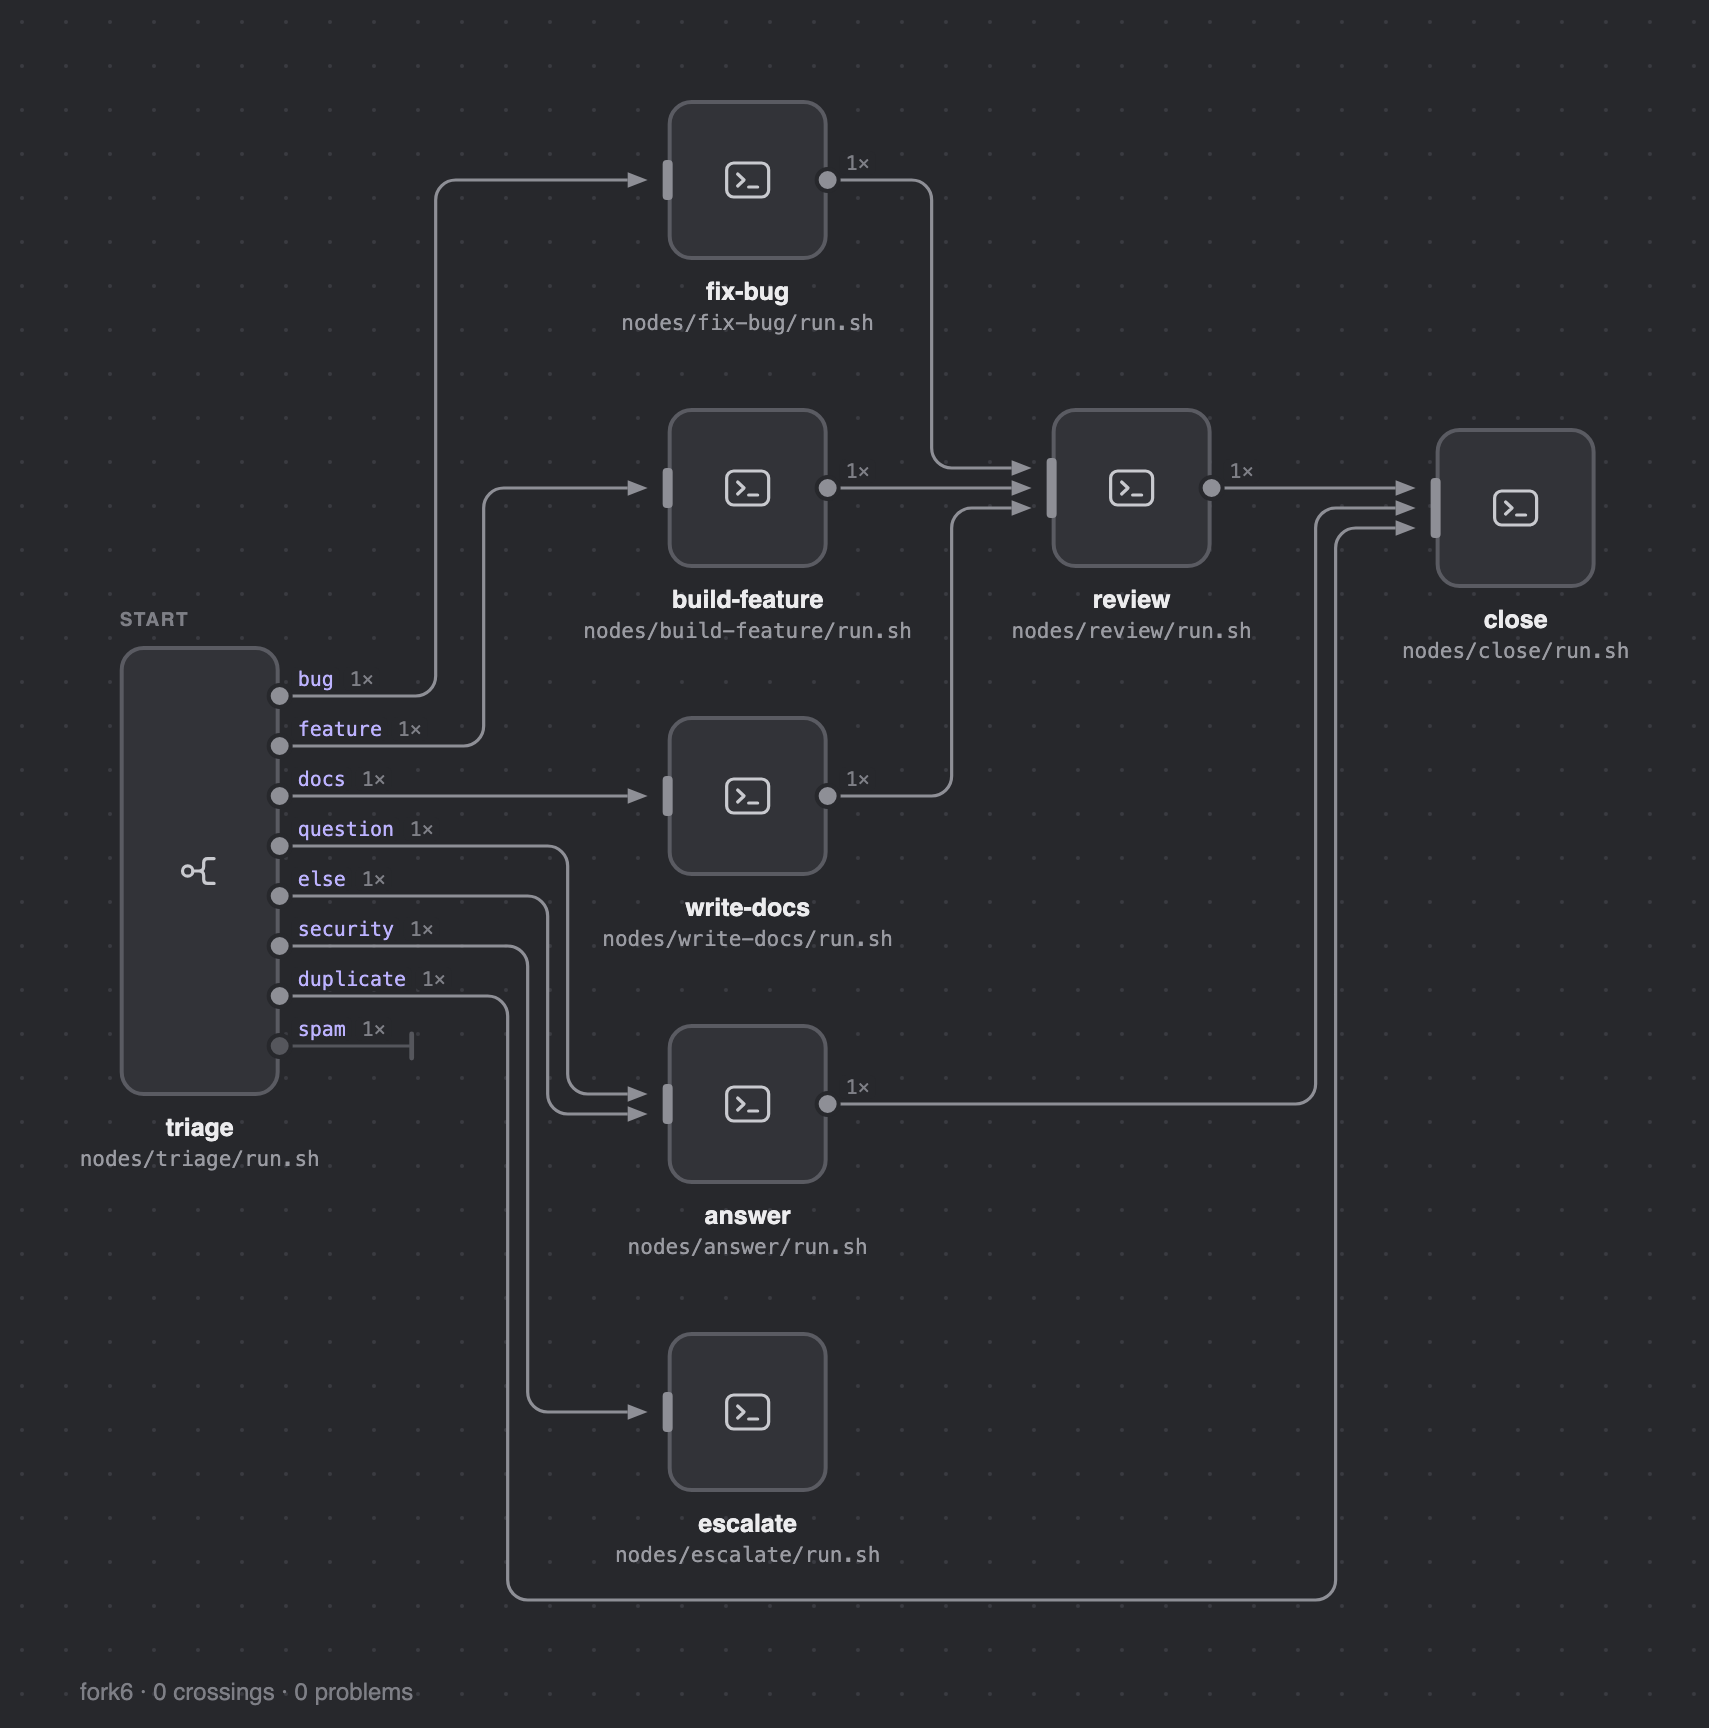 1×
fix-bug
nodes/fix-bug/run.sh
1×
build-feature
nodes/build-feature/run.sh
1×
review
nodes/review/run.sh
close
nodes/close/run.sh
START
bug 1×
feature 1×
docs 1×
question 1×
else 1×
security 1×
duplicate 1×
spam 1×
triage
nodes/triage/run.sh
1×
write-docs
nodes/write-docs/run.sh
1×
answer
nodes/answer/run.sh
escalate
nodes/escalate/run.sh
fork6 · 0 crossings · 0 problems